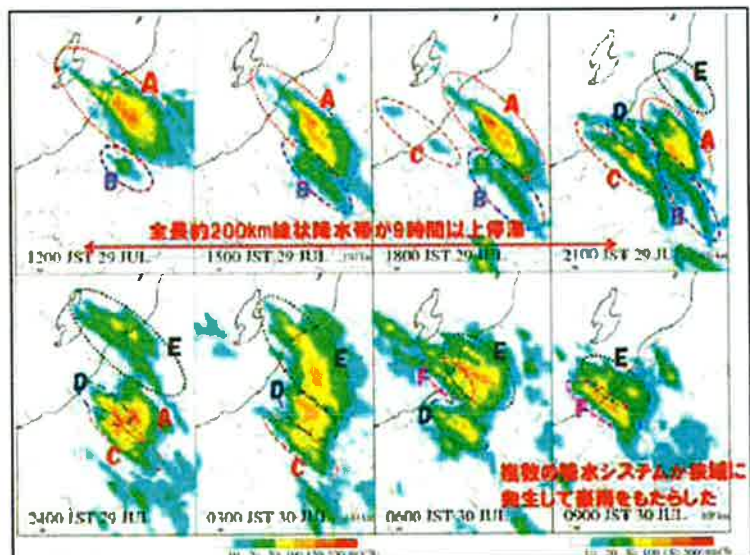 A
B
1200 JST 29 JUL
A
B
1500 JST 29 JUL
A
C
B
1800 JST 29 JUL
E
D
A
C
B
2100 JST 29 JUL
全長約200km線状降水帯が9時間以上停滞
E
D
A
C
2400 JST 29 JUL
E
D
C
0300 JST 30 JUL
E
F
D
0600 JST 30 JUL
E
F
0900 JST 30 JUL
複数の降水システムが狭域に
発生して豪雨をもたらした